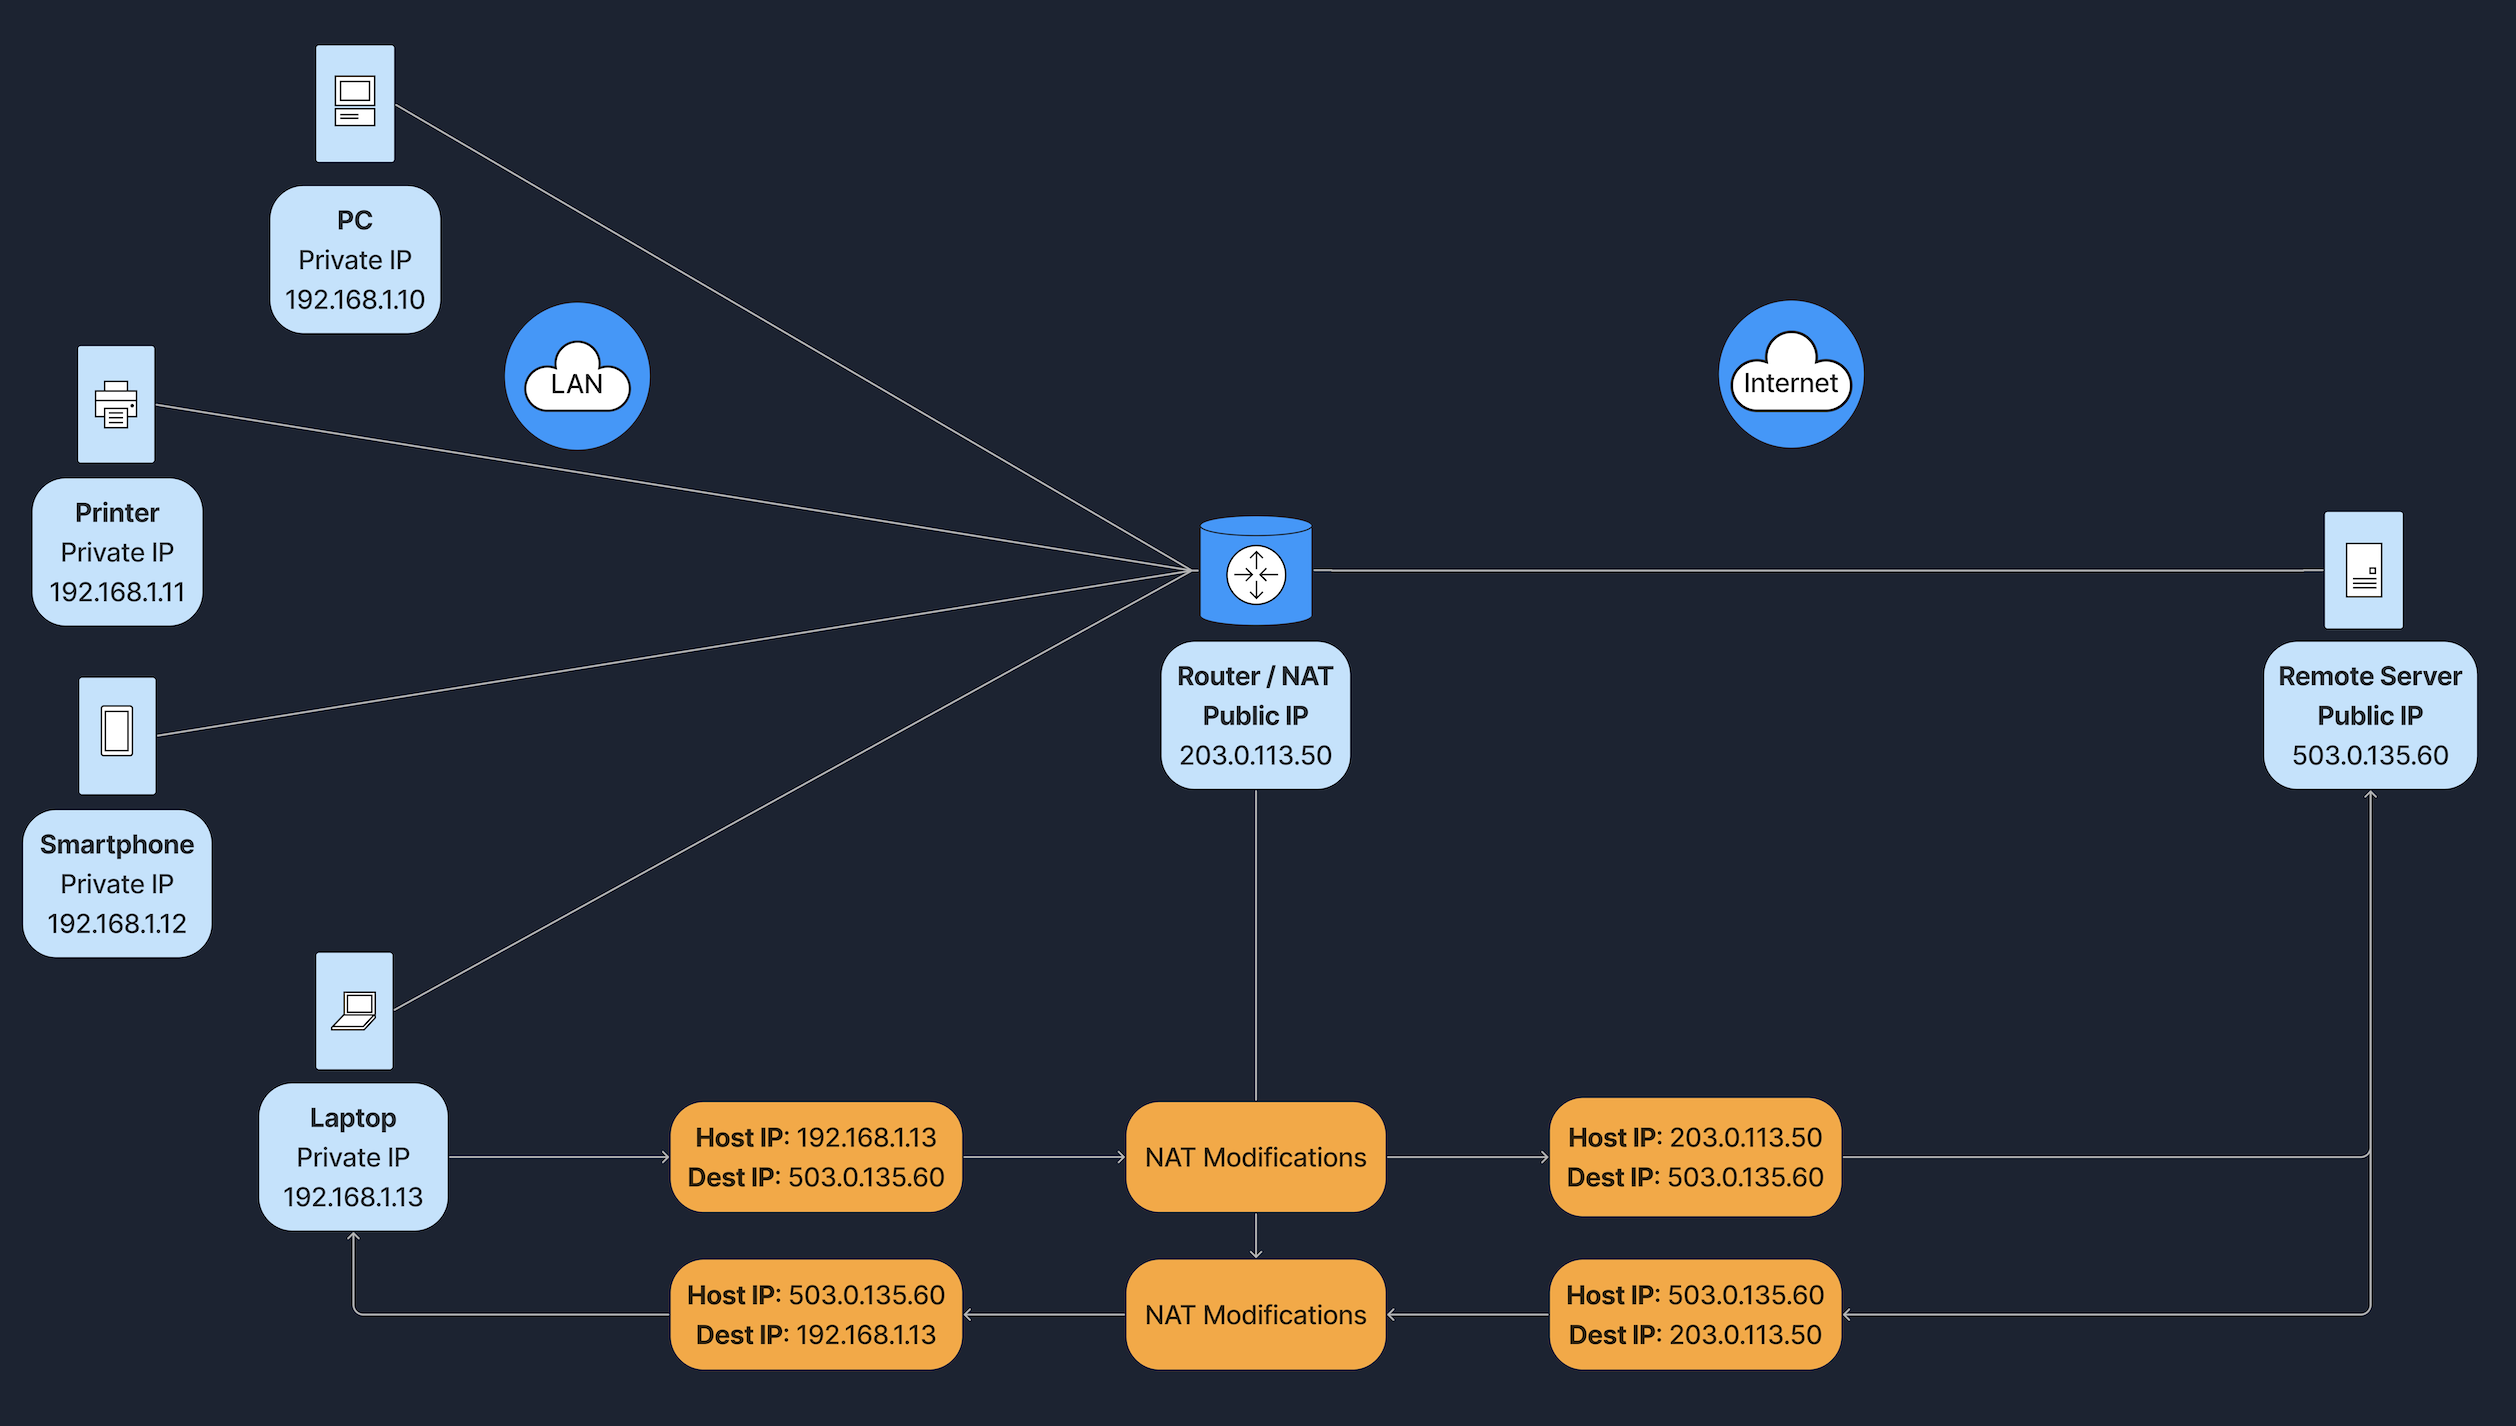 PC
Private IP
192.168.1.10
LAN
Internet
Printer
Private IP
192.168.1.11
Router / NAT
Public IP
203.0.113.50
Remote Server
Public IP
503.0.135.60
Smartphone
Private IP
192.168.1.12
Laptop
Private IP
192.168.1.13
Host IP: 192.168.1.13
Dest IP: 503.0.135.60
NAT Modifications
Host IP: 203.0.113.50
Dest IP: 503.0.135.60
Host IP: 503.0.135.60
Dest IP: 192.168.1.13
NAT Modifications
Host IP: 503.0.135.60
Dest IP: 203.0.113.50